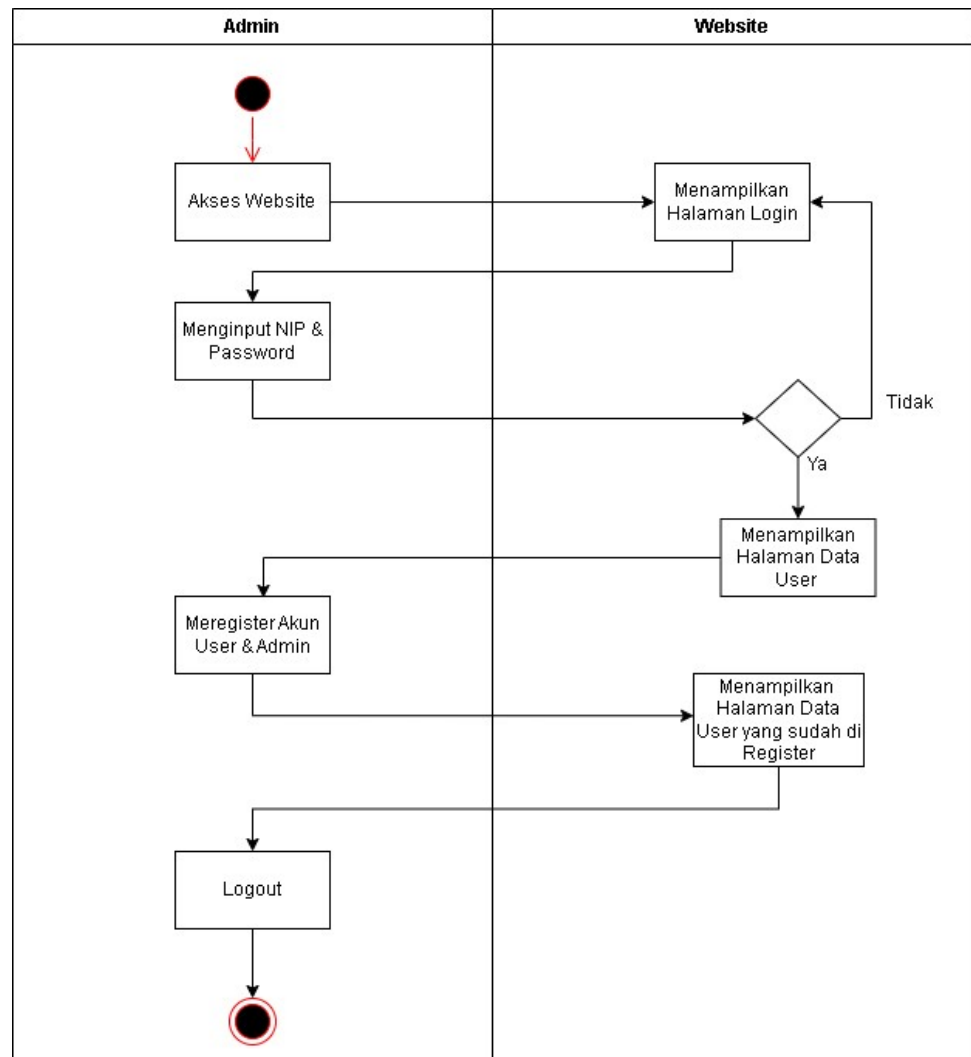 Admin
Website
Akses Website
Menampilkan
Halaman Login
Menginput NIP &
Password
Tidak
Ya
Menampilkan
Halaman Data
User
Meregister Akun
User & Admin
Menampilkan
Halaman Data
User yang sudah di
Register
Logout